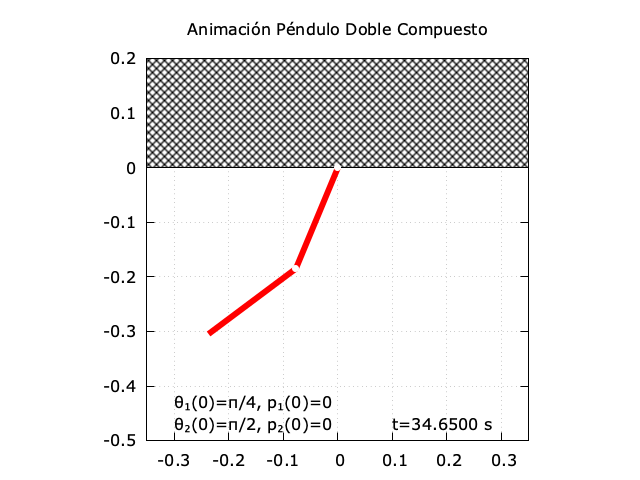 Animación Péndulo Doble Compuesto
0.2
0.1
0
-0.1
-0.2
-0.3
-0.4
-0.5
θ₁(0)=π/4, p₁(0)=0
θ₂(0)=π/2, p₂(0)=0 t=34.6500 s
-0.3 -0.2 -0.1 0 0.1 0.2 0.3